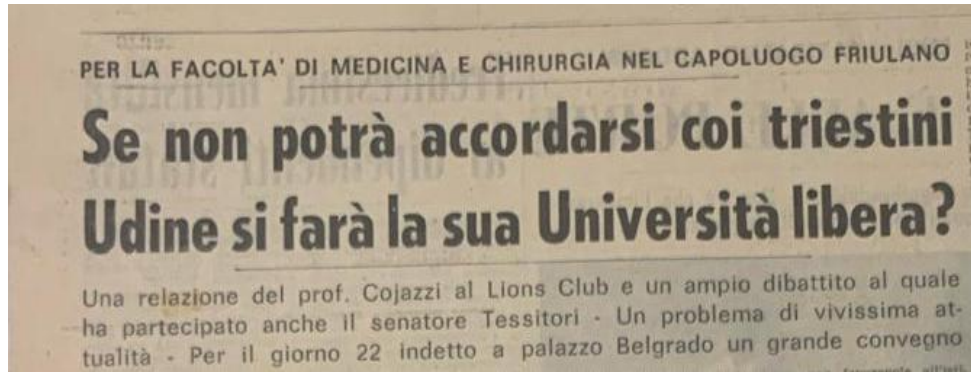 PER LA FACOLTA' DI MEDICINA E CHIRURGIA NEL CAPOLUOGO FRIULANO
Se non potrà accordarsi coi triestini
Udine si farà la sua Università libera?
Una relazione del prof. Cojazzi al Lions Club e un ampio dibattito al quale
ha partecipato anche il senatore Tessitori - Un problema di vivissima at-
tualità - Per il giorno 22 indetto a palazzo Belgrado un grande convegno